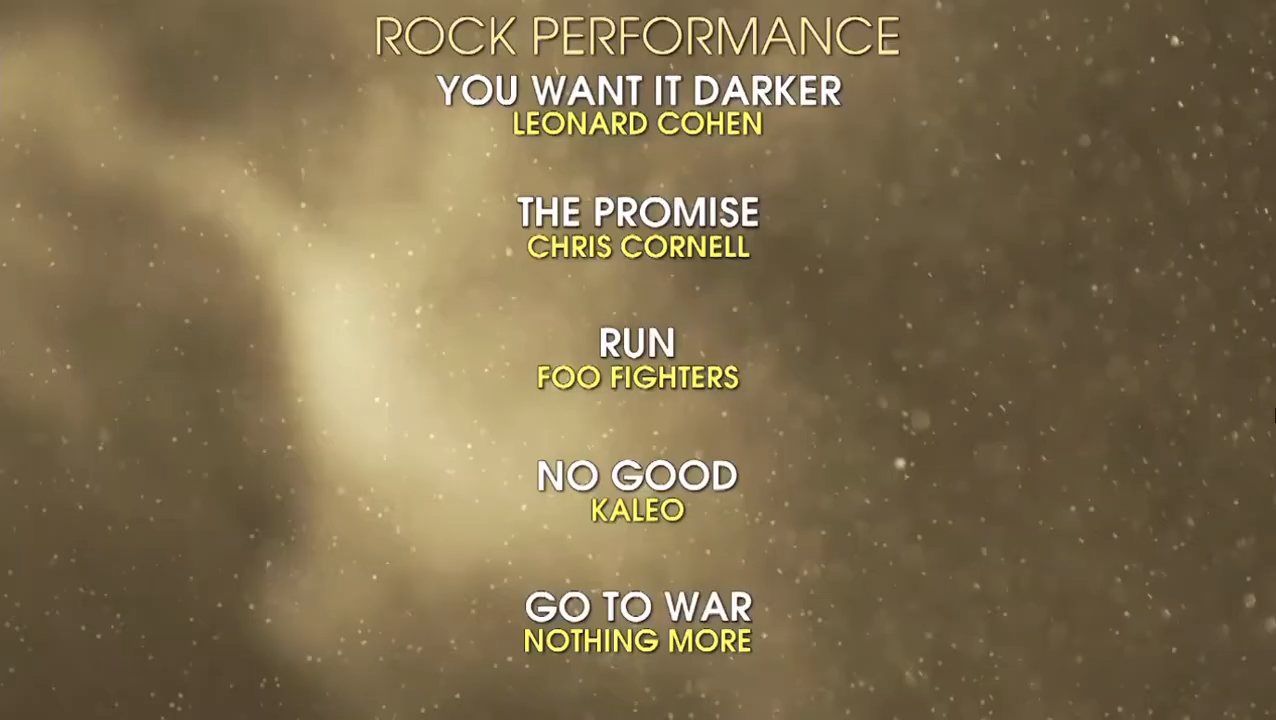 ROCK PERFORMANCE
YOU WANT IT DARKER
LEONARD COHEN
THE PROMISE
CHRIS CORNELL
RUN
FOO FIGHTERS
NO GOOD
KALEO
GO TO WAR
NOTHING MORE